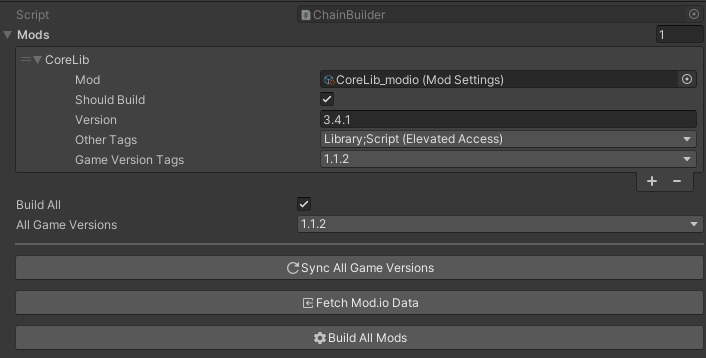 Script ChainBuilder
Mods 1
CoreLib
Mod CoreLib_modio (Mod Settings)
Should Build
Version 3.4.1
Other Tags Library;Script (Elevated Access)
Game Version Tags 1.1.2
+ -
Build All
All Game Versions 1.1.2
Sync All Game Versions
Fetch Mod.io Data
Build All Mods